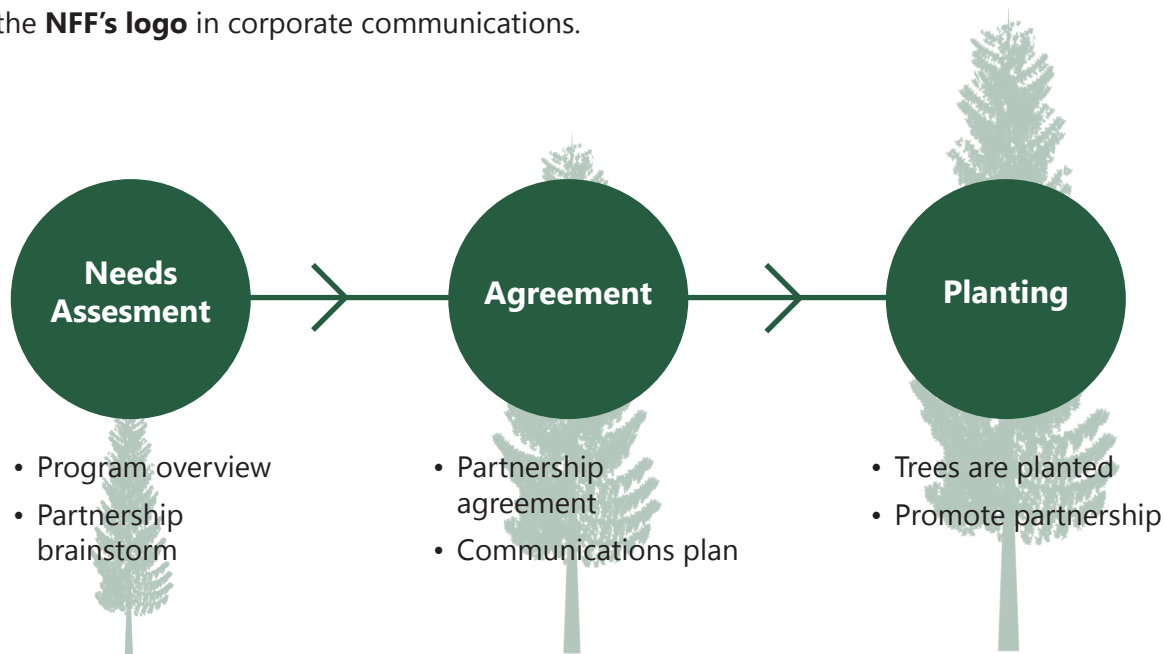 the NFF’s logo in corporate communications.
Needs
Assesment
Agreement
Planting
• Program overview
• Partnership
brainstorm
• Partnership
agreement
• Communications plan
• Trees are planted
• Promote partnership